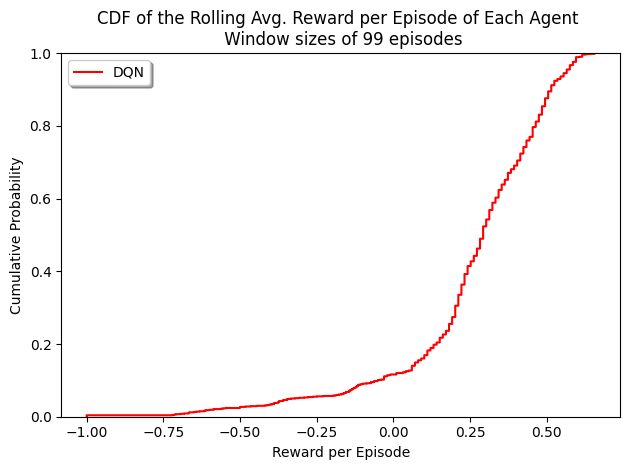 CDF of the Rolling Avg. Reward per Episode of Each Agent
Window sizes of 99 episodes
DQN
1.0
0.8
0.6
0.4
0.2
0.0
Cumulative Probability
−1.00 −0.75 −0.50 −0.25 0.00 0.25 0.50
Reward per Episode